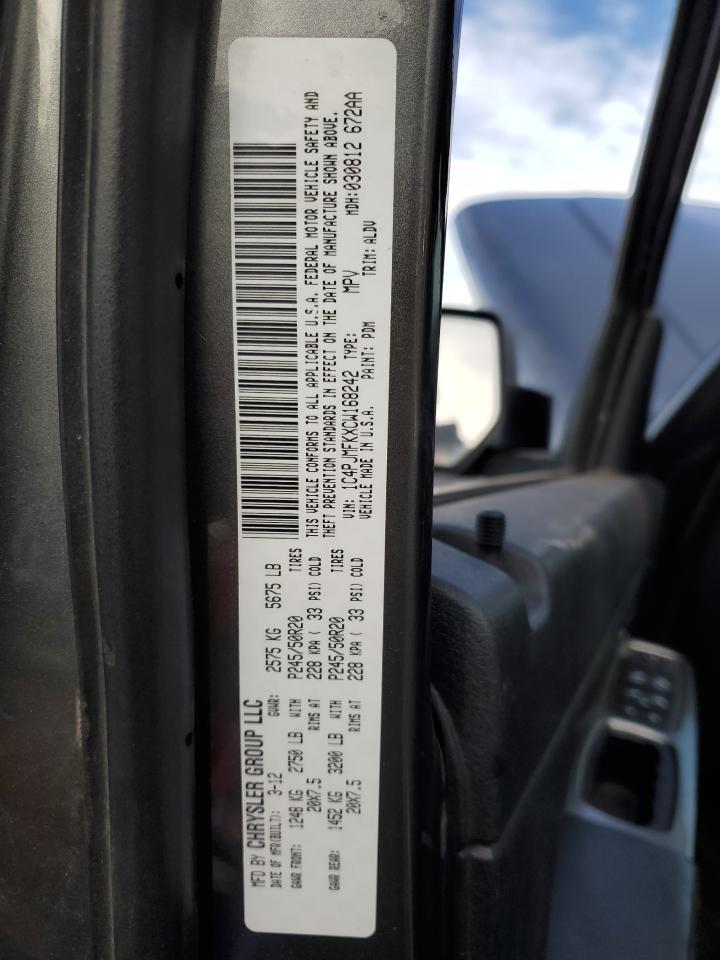 MFD BY CHRYSLER GROUP LLC
DATE OF MFR(BUILT): 3-12 GVWR: 2575 KG 5675 LB
GAWR FRONT: 1248 KG 2750 LB WITH P245/50R20 TIRES
20X7.5 RIMS AT 228 KPA ( 33 PSI) COLD
GAWR REAR: 1452 KG 3200 LB WITH P245/50R20 TIRES
20X7.5 RIMS AT 228 KPA ( 33 PSI) COLD
THIS VEHICLE CONFORMS TO ALL APPLICABLE U.S.A. FEDERAL MOTOR VEHICLE SAFETY AND
THEFT PREVENTION STANDARDS IN EFFECT ON THE DATE OF MANUFACTURE SHOWN ABOVE.
VIN: 1C4PJMFKXCW168242 TYPE: MPV MDH:030812 672AA
VEHICLE MADE IN U.S.A. PAINT: PDM TRIM: ALDV